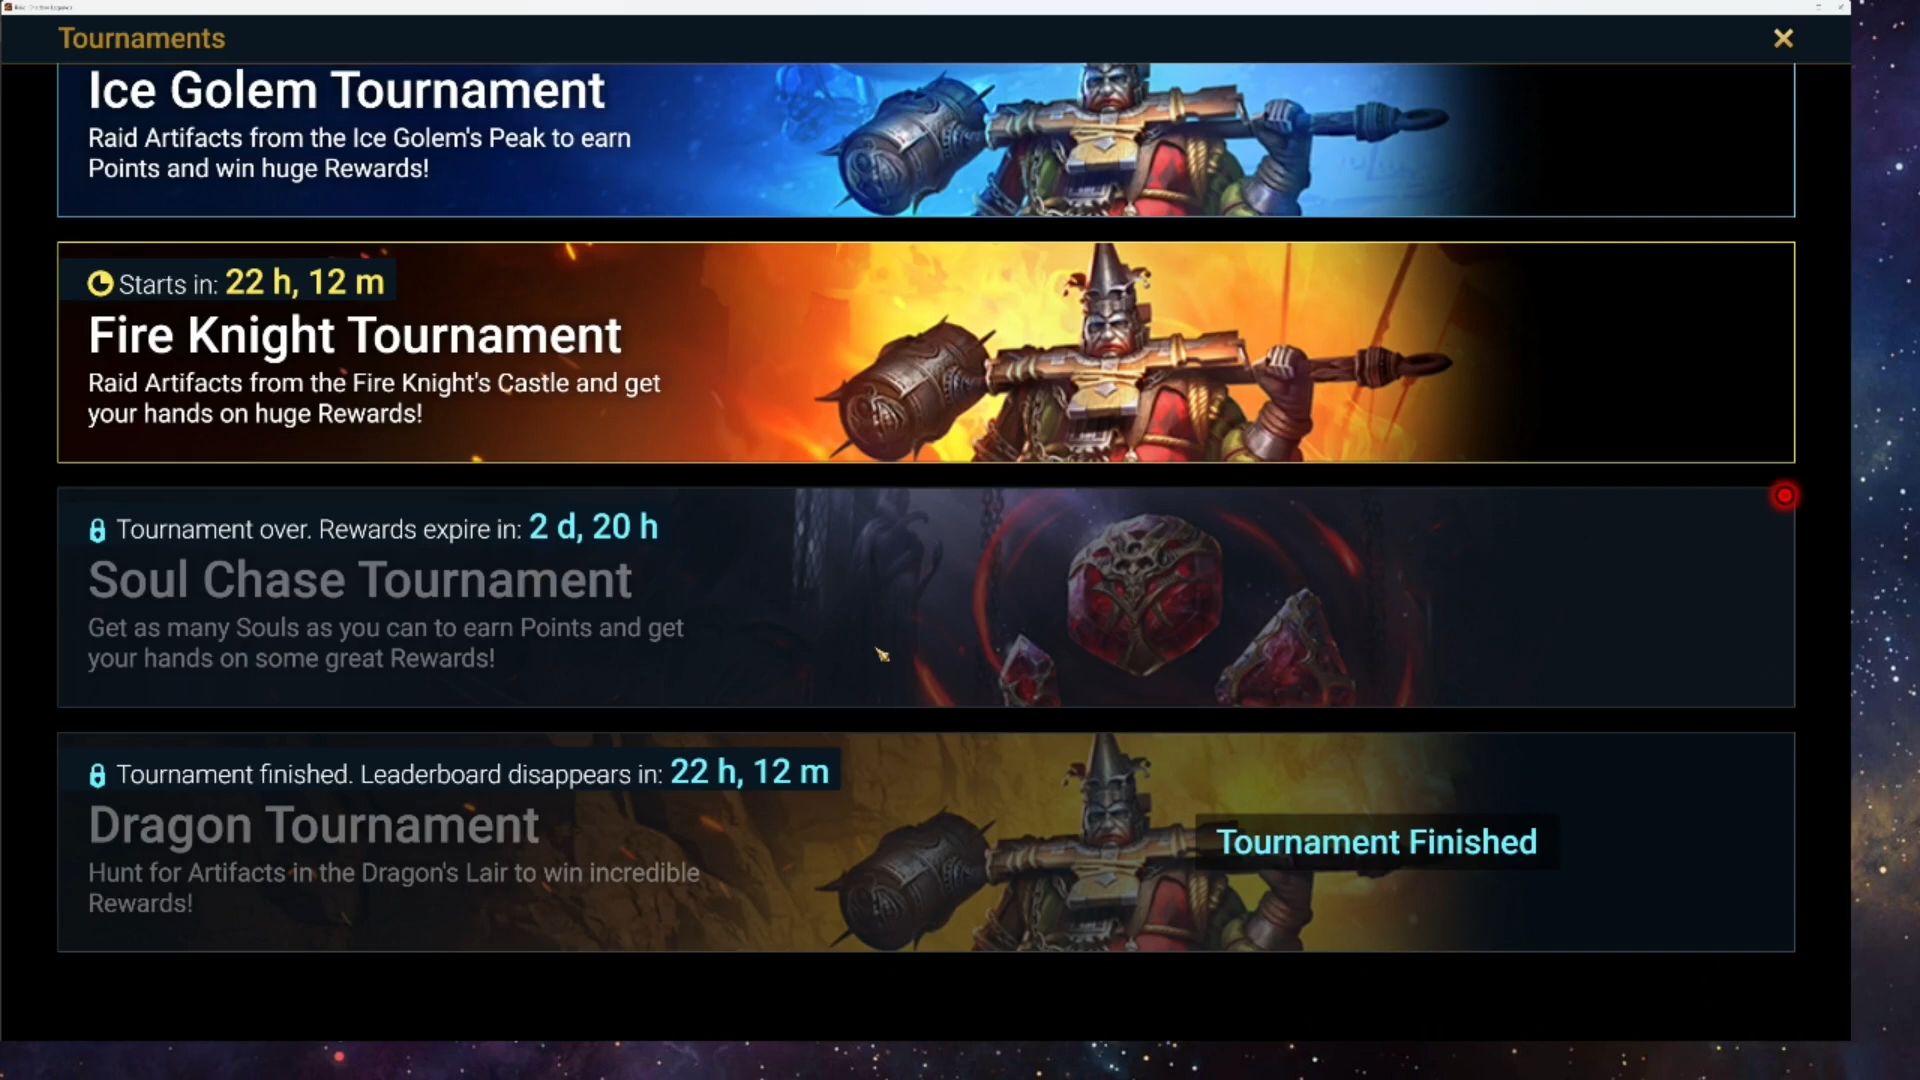 Tournaments
Ice Golem Tournament
Raid Artifacts from the Ice Golem's Peak to earn
Points and win huge Rewards!
Starts in: 22 h, 12 m
Fire Knight Tournament
Raid Artifacts from the Fire Knight's Castle and get
your hands on huge Rewards!
Tournament over. Rewards expire in: 2 d, 20 h
Soul Chase Tournament
Get as many Souls as you can to earn Points and get
your hands on some great Rewards!
Tournament finished. Leaderboard disappears in: 22 h, 12 m
Dragon Tournament
Tournament Finished
Hunt for Artifacts in the Dragon's Lair to win incredible
Rewards!